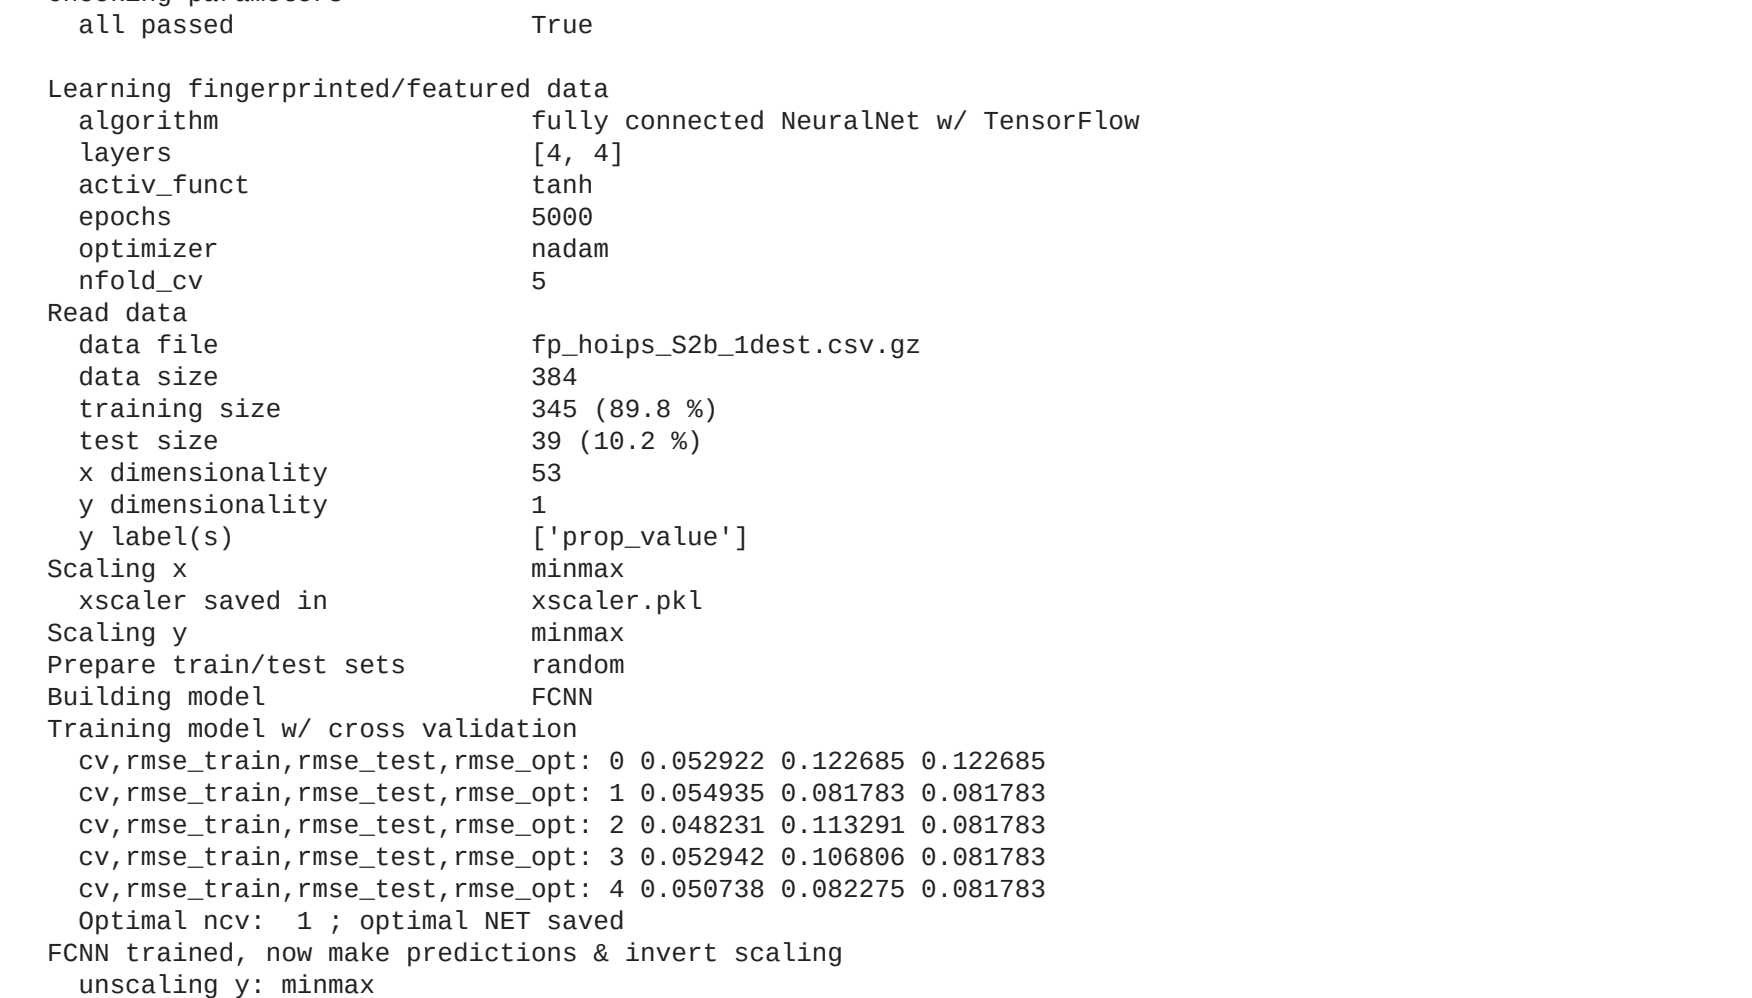 all passed True
Learning fingerprinted/featured data
algorithm fully connected NeuralNet w/ TensorFlow
layers [4, 4]
activ_funct tanh
epochs 5000
optimizer nadam
nfold_cv 5
Read data
data file fp_hoips_S2b_1dest.csv.gz
data size 384
training size 345 (89.8 %)
test size 39 (10.2 %)
x dimensionality 53
y dimensionality 1
y label(s) ['prop_value']
Scaling x minmax
xscaler saved in xscaler.pkl
Scaling y minmax
Prepare train/test sets random
Building model FCNN
Training model w/ cross validation
cv,rmse_train,rmse_test,rmse_opt: 0 0.052922 0.122685 0.122685
cv,rmse_train,rmse_test,rmse_opt: 1 0.054935 0.081783 0.081783
cv,rmse_train,rmse_test,rmse_opt: 2 0.048231 0.113291 0.081783
cv,rmse_train,rmse_test,rmse_opt: 3 0.052942 0.106806 0.081783
cv,rmse_train,rmse_test,rmse_opt: 4 0.050738 0.082275 0.081783
Optimal ncv:  1 ; optimal NET saved
FCNN trained, now make predictions & invert scaling
unscaling y: minmax